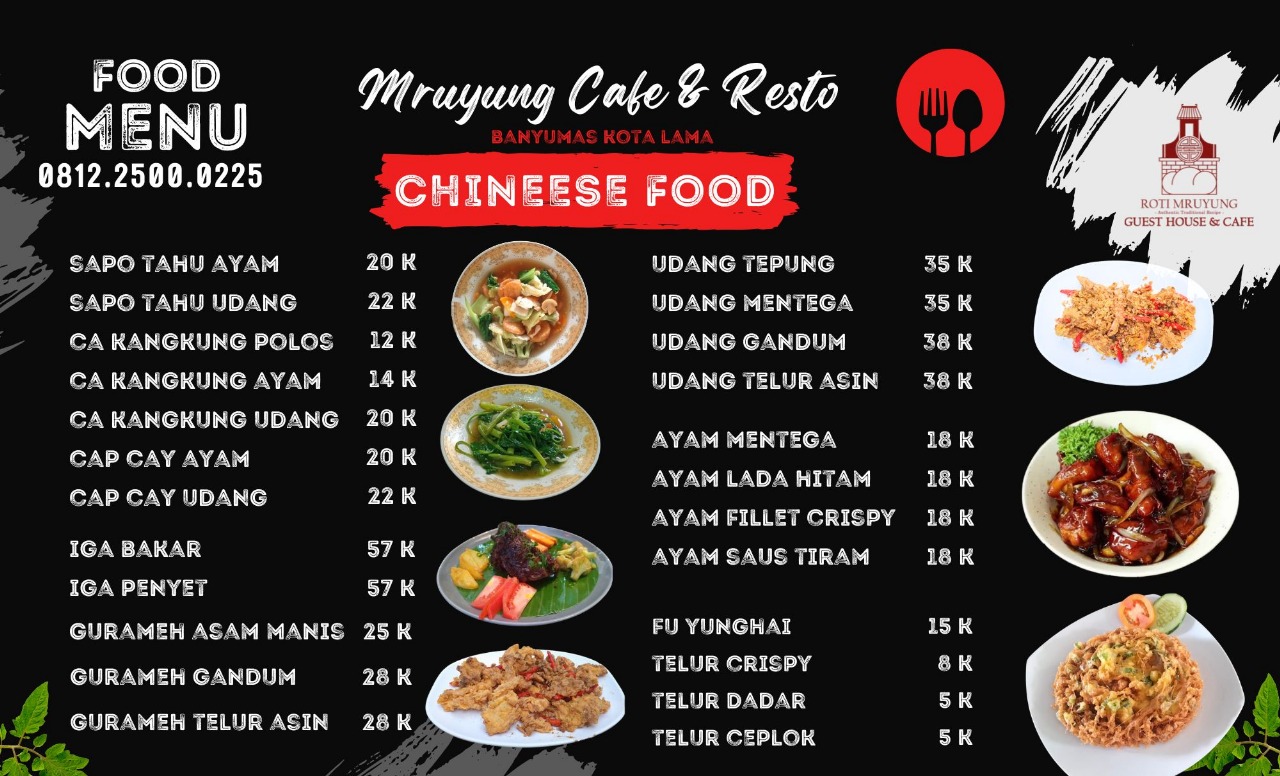 FOOD
MENU
0812.2500.0225
Mruyung Cafe & Resto
BANYUMAS KOTA LAMA
CHINEESE FOOD
ROTI MRUYUNG
- Authentic Traditional Recipe -
GUEST HOUSE & CAFE
SAPO TAHU AYAM 20 K
SAPO TAHU UDANG 22 K
CA KANGKUNG POLOS 12 K
CA KANGKUNG AYAM 14 K
CA KANGKUNG UDANG 20 K
CAP CAY AYAM 20 K
CAP CAY UDANG 22 K
IGA BAKAR 57 K
IGA PENYET 57 K
GURAMEH ASAM MANIS 25 K
GURAMEH GANDUM 28 K
GURAMEH TELUR ASIN 28 K
UDANG TEPUNG 35 K
UDANG MENTEGA 35 K
UDANG GANDUM 38 K
UDANG TELUR ASIN 38 K
AYAM MENTEGA 18 K
AYAM LADA HITAM 18 K
AYAM FILLET CRISPY 18 K
AYAM SAUS TIRAM 18 K
FU YUNGHAI 15 K
TELUR CRISPY 8 K
TELUR DADAR 5 K
TELUR CEPLOK 5 K